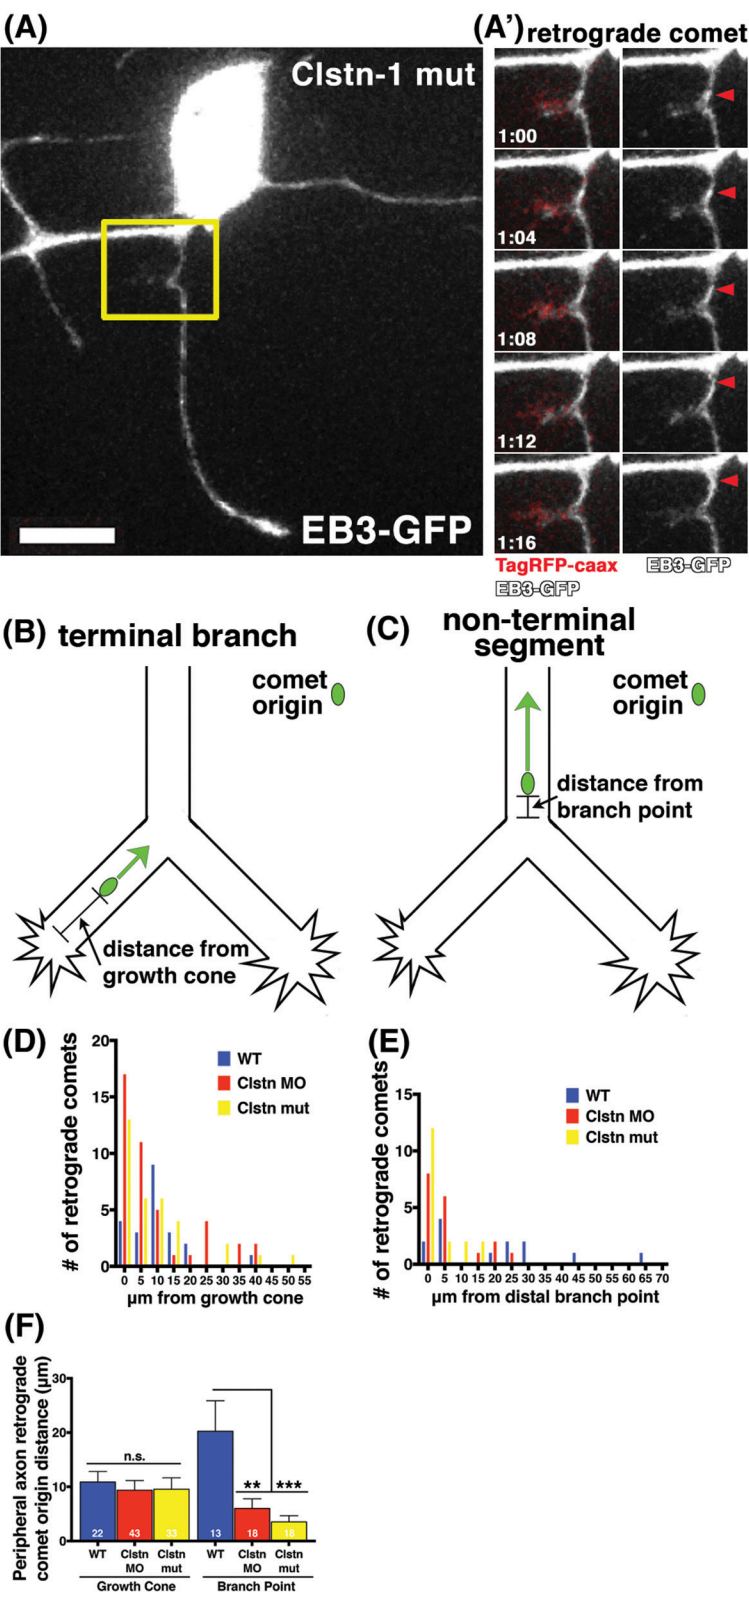 (A)
Clstn-1 mut
EB3-GFP
(A') retrograde comet
1:00
1:04
1:08
1:12
1:16
TagRFP-caax
EB3-GFP
EB3-GFP
(B) terminal branch
comet
origin
distance from
growth cone
(C) non-terminal
segment
comet
origin
distance from
branch point
(D)
# of retrograde comets
20
15
10
5
0
WT
Clstn MO
Clstn mut
0 5 10 15 20 25 30 35 40 45 50 55
µm from growth cone
(E)
# of retrograde comets
15
10
5
0
WT
Clstn MO
Clstn mut
0 5 10 15 20 25 30 35 40 45 50 55 60 65 70
µm from distal branch point
(F)
Peripheral axon retrograde
comet origin distance (µm)
30
20
10
0
n.s.
** ***
22 43 33 13 18 18
WT Clstn MO Clstn mut WT Clstn MO Clstn mut
Growth Cone Branch Point